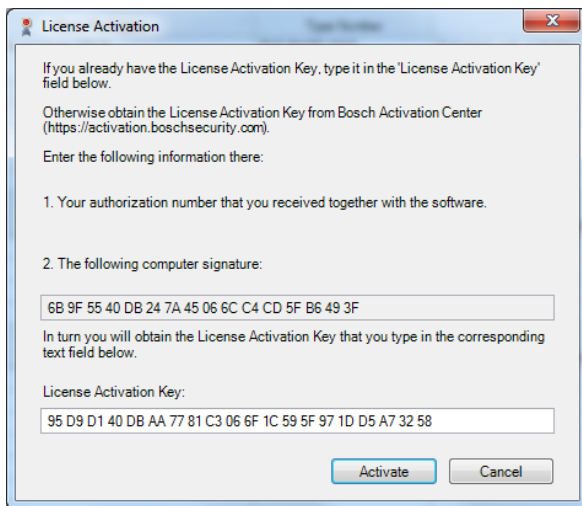 License Activation
If you already have the License Activation Key, type it in the 'License Activation Key'
field below.
Otherwise obtain the License Activation Key from Bosch Activation Center
(https://activation.boschsecurity.com).
Enter the following information there:
1. Your authorization number that you received together with the software.
2. The following computer signature:
6B 9F 55 40 DB 24 7A 45 06 6C C4 CD 5F B6 49 3F
In turn you will obtain the License Activation Key that you type in the corresponding
text field below.
License Activation Key:
95 D9 D1 40 DB AA 77 81 C3 06 6F 1C 59 5F 97 1D D5 A7 32 58
Activate Cancel